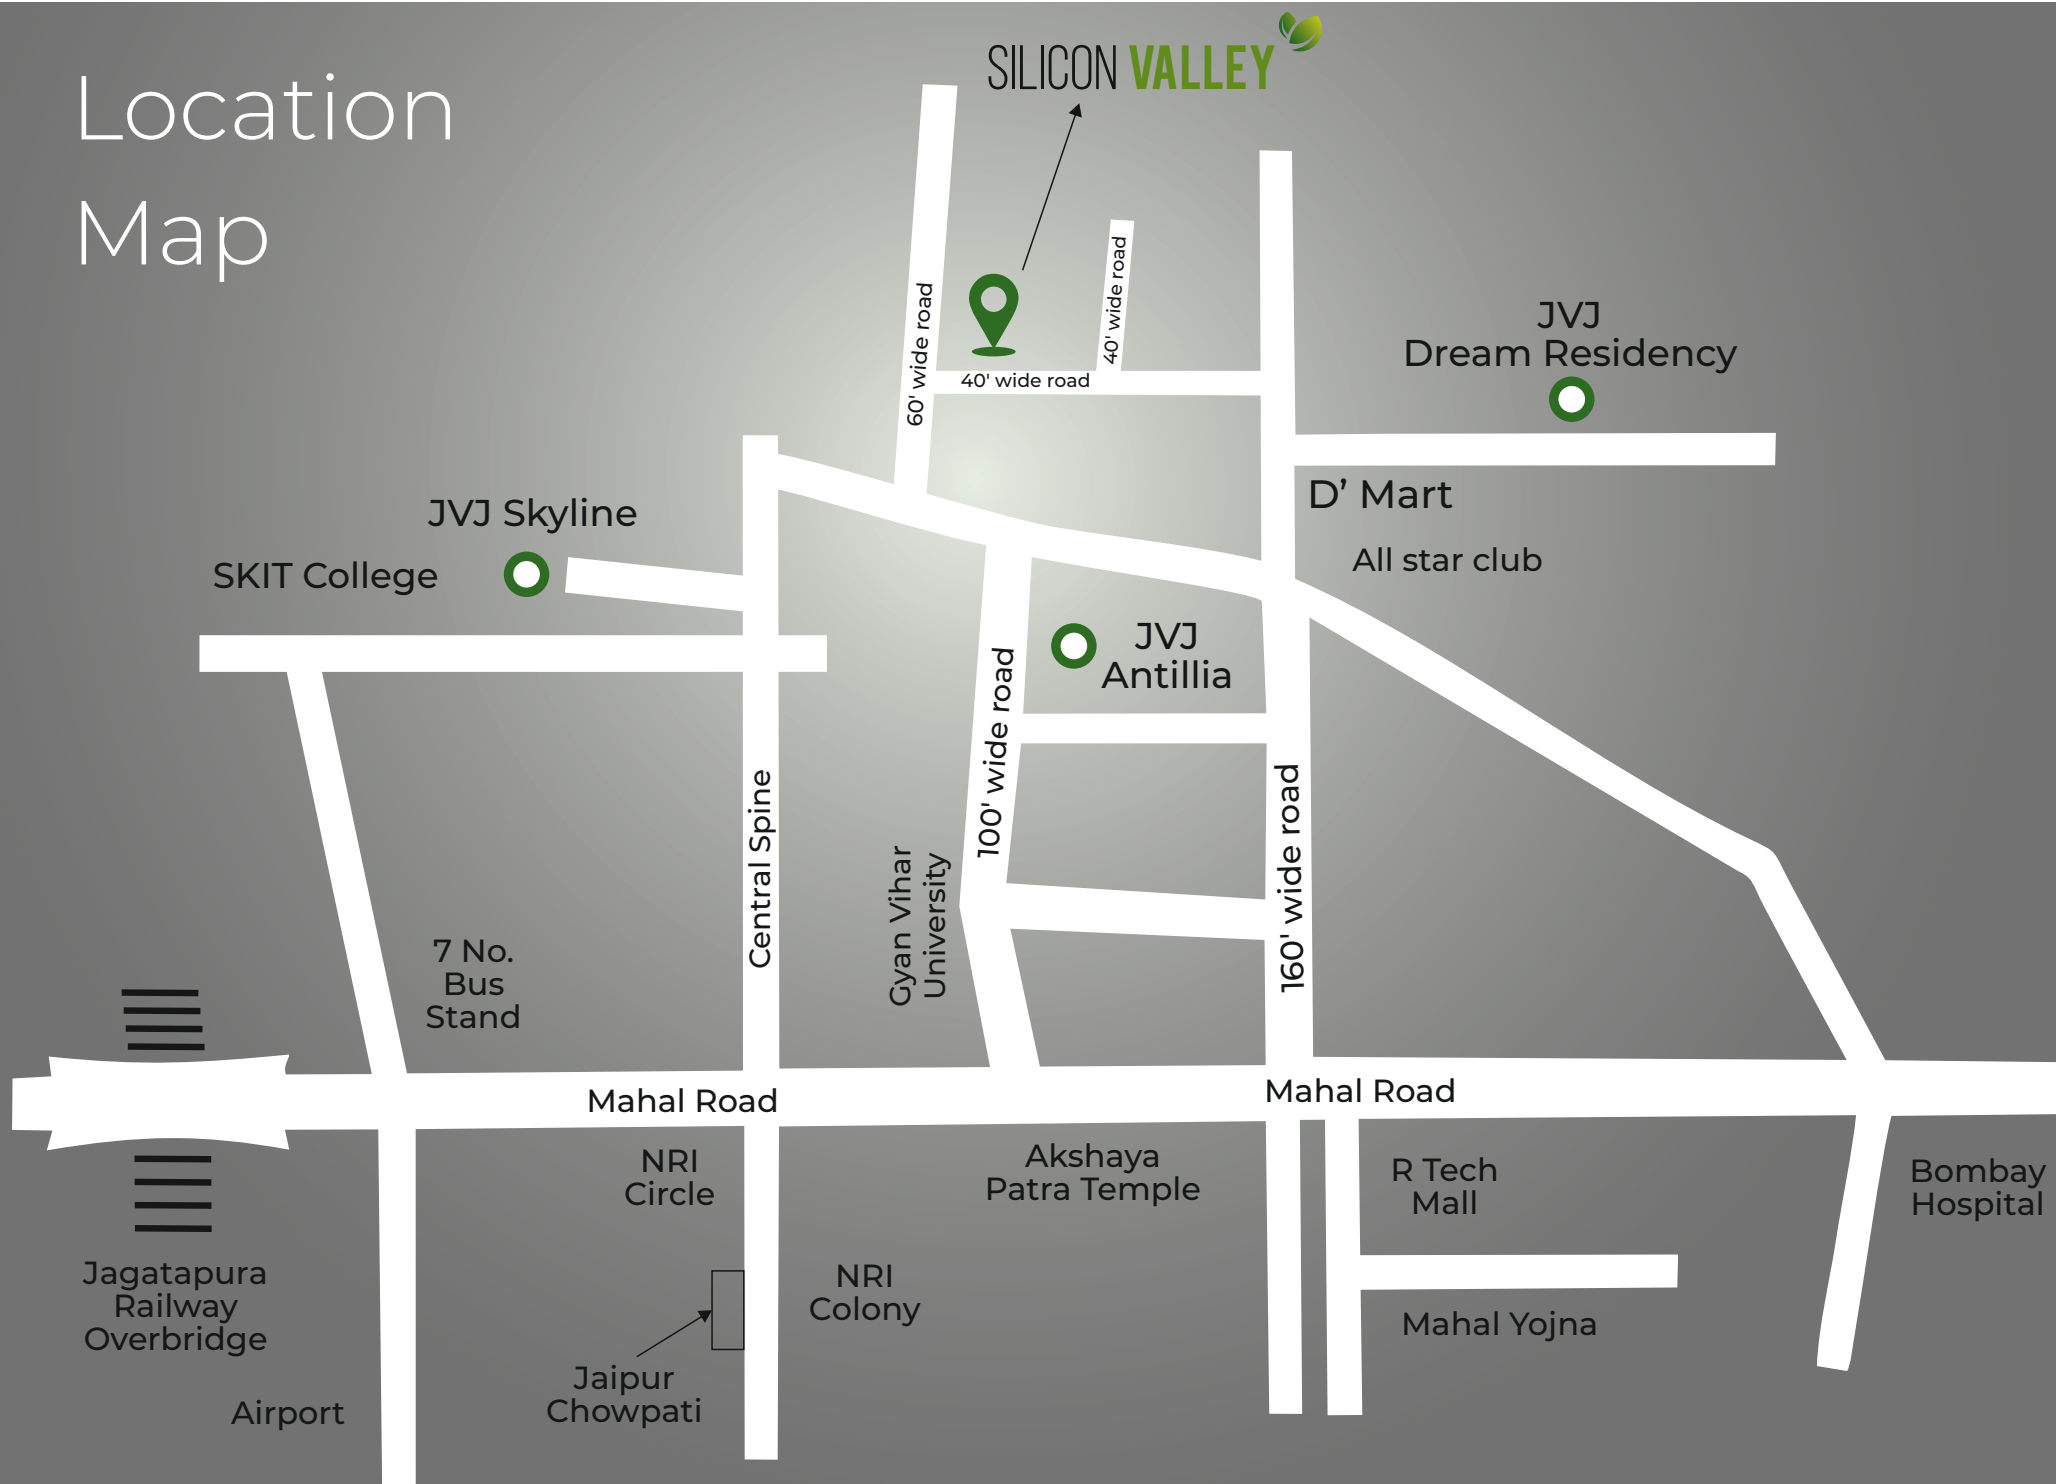 Location
Map
SILICON VALLEY
60' wide road
40' wide road
40' wide road
JVJ
Dream Residency
D’ Mart
All star club
JVJ Skyline
SKIT College
JVJ
Antillia
100' wide road
160' wide road
Central Spine
Gyan Vihar
University
7 No.
Bus
Stand
Mahal Road
Mahal Road
NRI
Circle
Akshaya
Patra Temple
R Tech
Mall
Bombay
Hospital
Jagatapura
Railway
Overbridge
NRI
Colony
Mahal Yojna
Jaipur
Chowpati
Airport